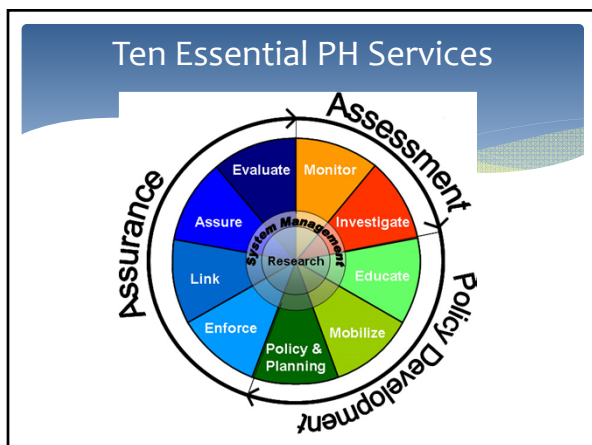 Ten Essential PH Services
Assessment
Policy Development
Assurance
Monitor
Investigate
Educate
Mobilize
Policy &
Planning
Enforce
Link
Assure
Evaluate
System Management
Research